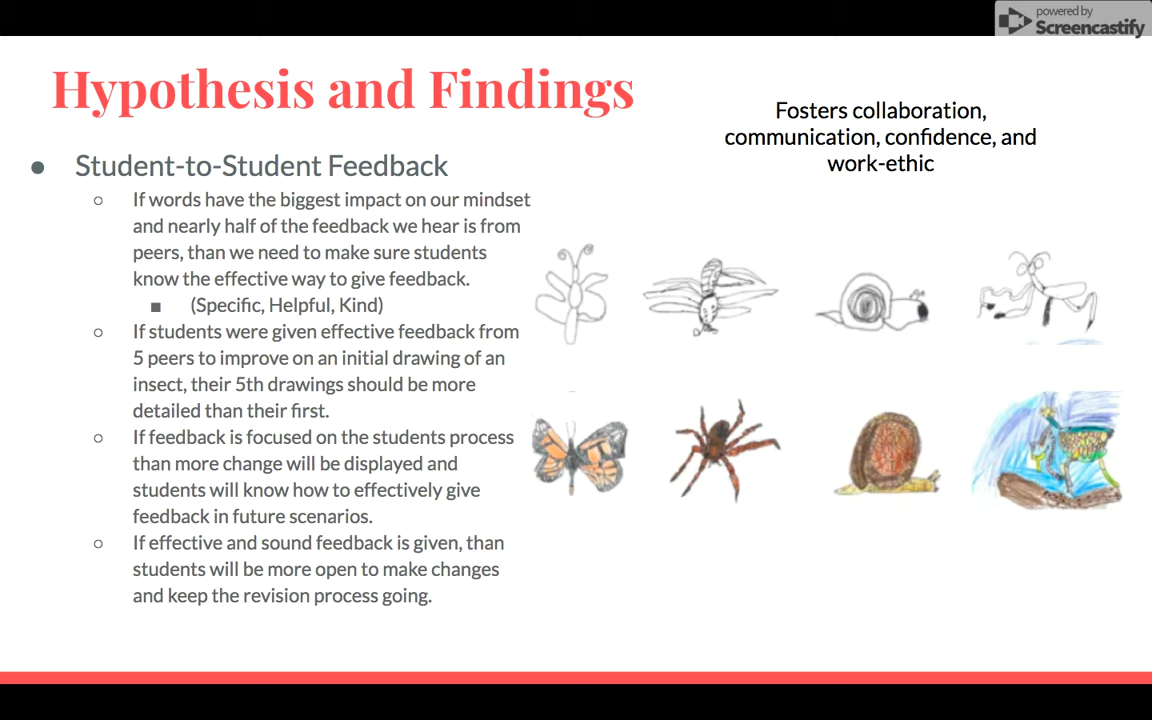 powered by
Screencastify
Hypothesis and Findings
Fosters collaboration,
communication, confidence, and
work-ethic
● Student-to-Student Feedback
○ If words have the biggest impact on our mindset
and nearly half of the feedback we hear is from
peers, than we need to make sure students
know the effective way to give feedback.
■ (Specific, Helpful, Kind)
○ If students were given effective feedback from
5 peers to improve on an initial drawing of an
insect, their 5th drawings should be more
detailed than their first.
○ If feedback is focused on the students process
than more change will be displayed and
students will know how to effectively give
feedback in future scenarios.
○ If effective and sound feedback is given, than
students will be more open to make changes
and keep the revision process going.